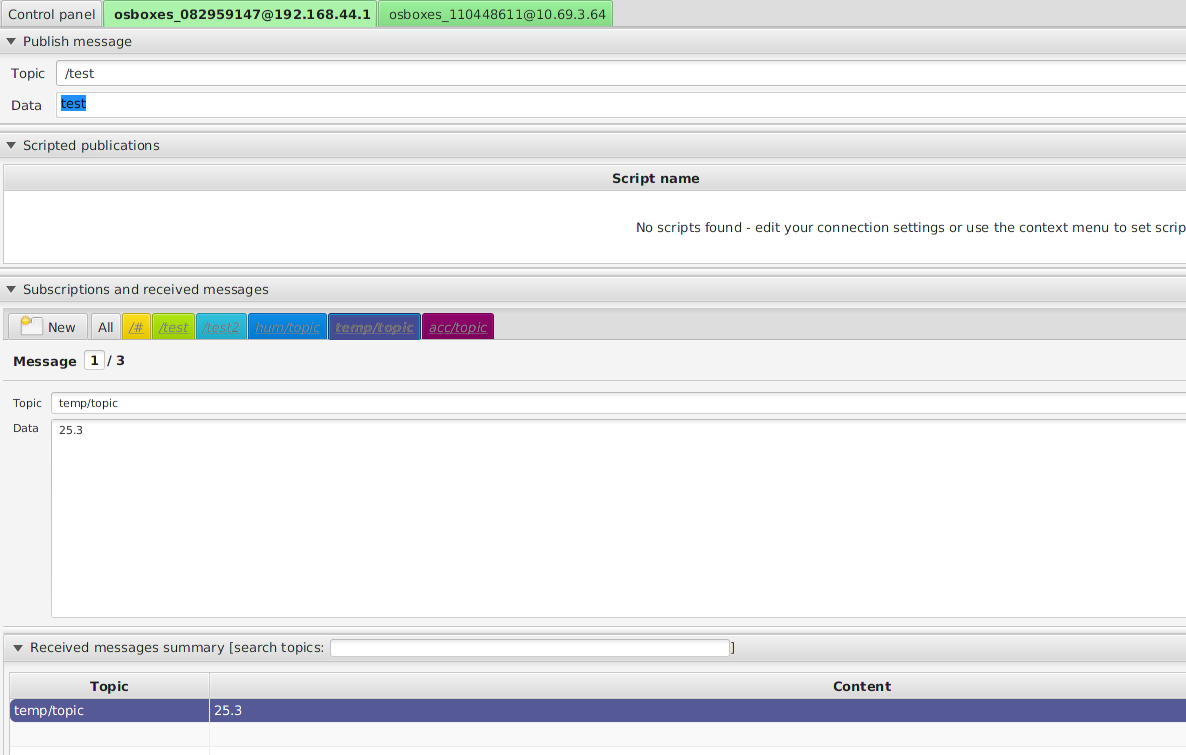 Control panel osboxes_082959147@192.168.44.1 osboxes_110448611@10.69.3.64
Publish message
Topic /test
Data test
Scripted publications
Script name
No scripts found - edit your connection settings or use the context menu to set scrip
Subscriptions and received messages
New All /# /test /test2 hum/topic temp/topic acc/topic
Message 1 / 3
Topic temp/topic
Data 25.3
Received messages summary [search topics: ]
Topic Content
temp/topic 25.3